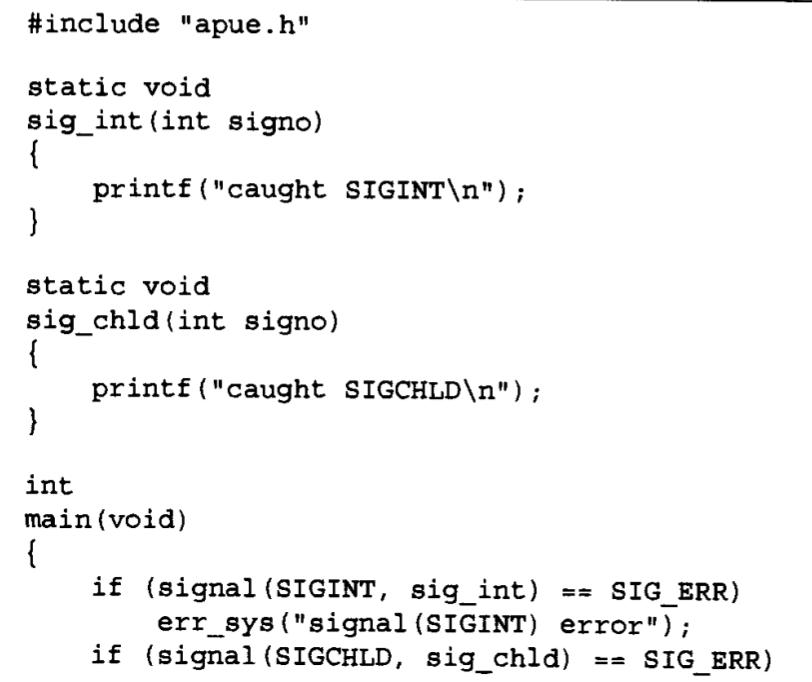 #include "apue.h"
static void
sig_int(int signo)
{
    printf("caught SIGINT\n");
}
static void
sig_chld(int signo)
{
    printf("caught SIGCHLD\n");
}
int
main(void)
{
    if (signal(SIGINT, sig_int) == SIG_ERR)
        err_sys("signal(SIGINT) error");
    if (signal(SIGCHLD, sig_chld) == SIG_ERR)